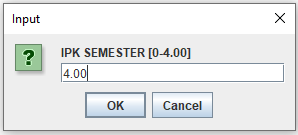 Input
IPK SEMESTER [0-4.00]
4.00
OK Cancel